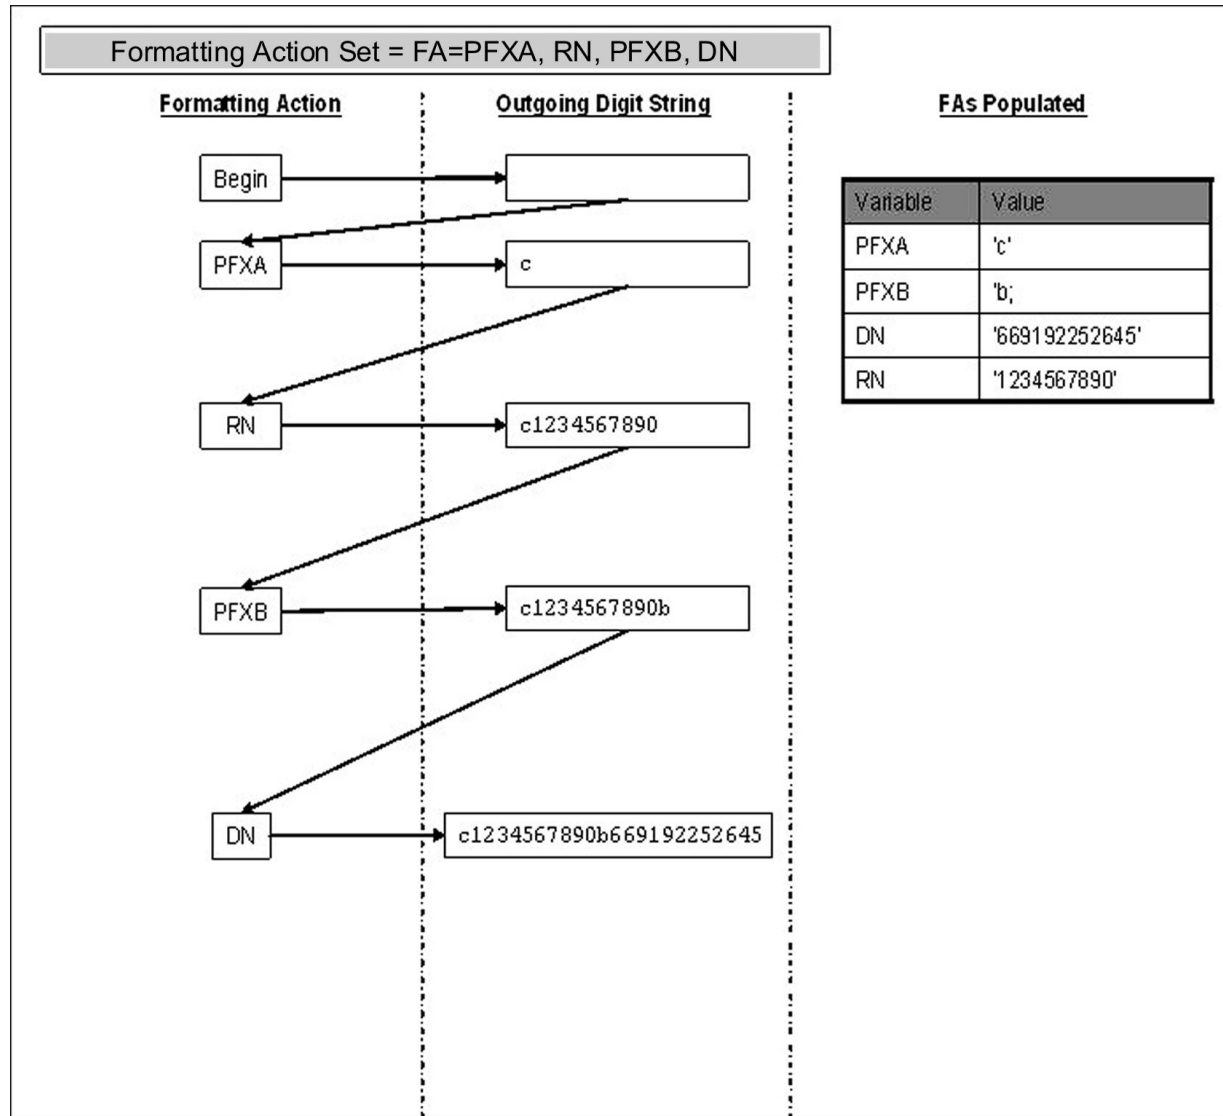 Formatting Action Set = FA=PFXA, RN, PFXB, DN
Formatting Action
Outgoing Digit String
FAs Populated
Begin
PFXA
c
RN
c1234567890
PFXB
c1234567890b
DN
c1234567890b669192252645
Variable Value
PFXA 'c'
PFXB 'b;
DN '669192252645'
RN '1234567890'